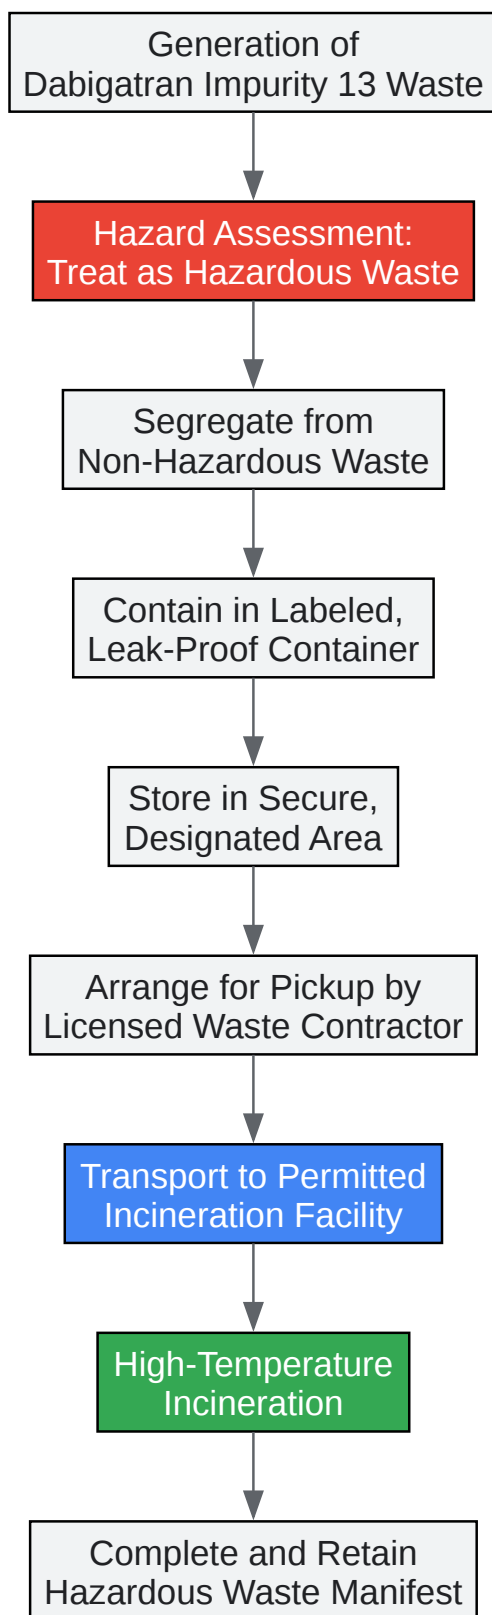 Generation of
Dabigatran Impurity 13 Waste
Hazard Assessment:
Treat as Hazardous Waste
Segregate from
Non-Hazardous Waste
Contain in Labeled,
Leak-Proof Container
Store in Secure,
Designated Area
Arrange for Pickup by
Licensed Waste Contractor
Transport to Permitted
Incineration Facility
High-Temperature
Incineration
Complete and Retain
Hazardous Waste Manifest